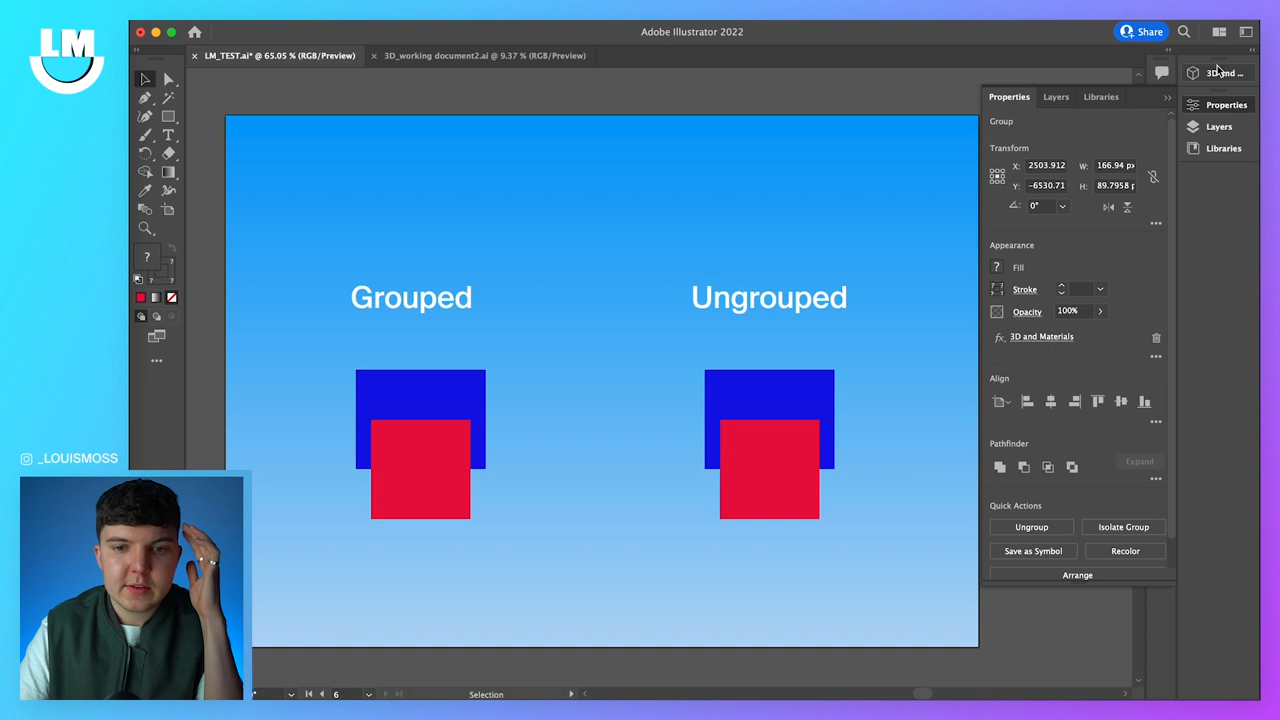 LM
Adobe Illustrator 2022
Share
× LM_TEST.ai* @ 65.05 % (RGB/Preview)
× 3D_working document2.ai @ 9.37 % (RGB/Preview)
3D and ...
Properties
Layers
Libraries
Properties
Layers
Libraries
Group
Transform
X: 2503.912
W: 166.94 px
Y: -6530.71
H: 89.7958 p
0°
Appearance
? Fill
Stroke
Opacity
100%
fx. 3D and Materials
Align
Pathfinder
Expand
Quick Actions
Ungroup
Isolate Group
Save as Symbol
Recolor
Arrange
T
?
?
?
?
Grouped
Ungrouped
_LOUISMOSS
6
Selection